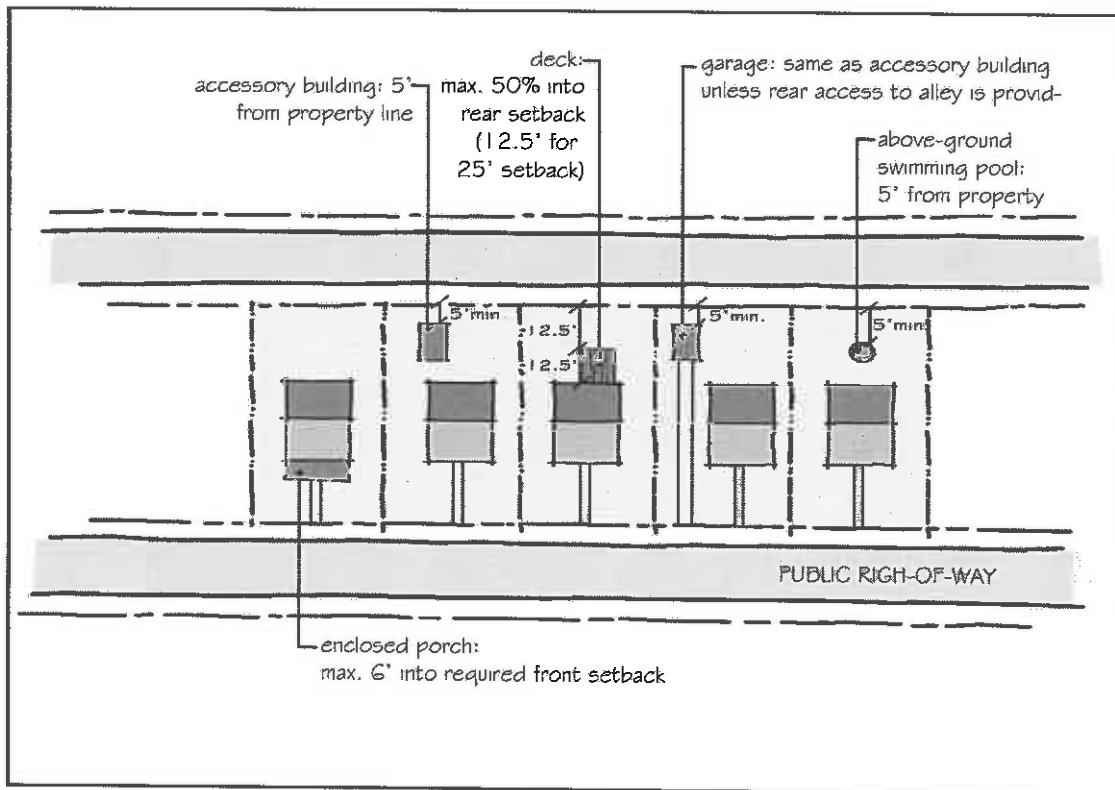 deck:
max. 50% into
rear setback
(12.5' for
25' setback)
accessory building: 5'
from property line
garage: same as accessory building
unless rear access to alley is provid-
above-ground
swimming pool:
5' from property
5'min
12.5'
12.5'
5'min.
5'min
PUBLIC RIGH-OF-WAY
enclosed porch:
max. 6' into required front setback